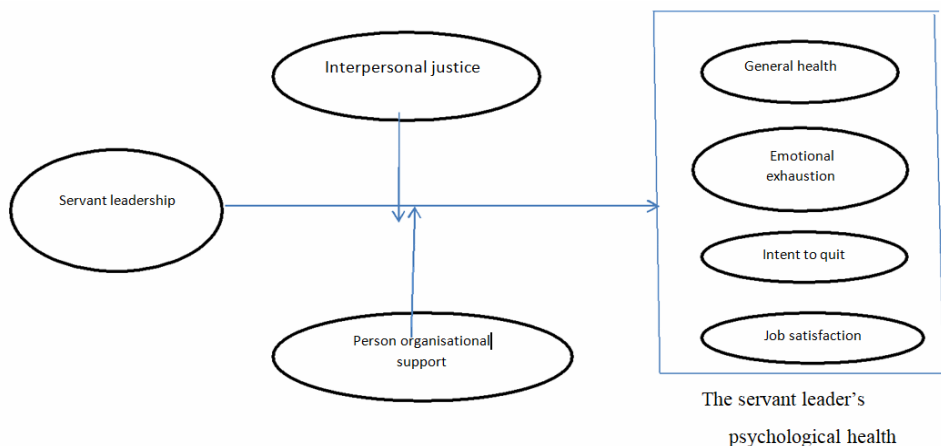 Interpersonal justice
General health
Emotional
exhaustion
Servant leadership
Intent to quit
Person organisational
support
Job satisfaction
The servant leader’s
psychological health